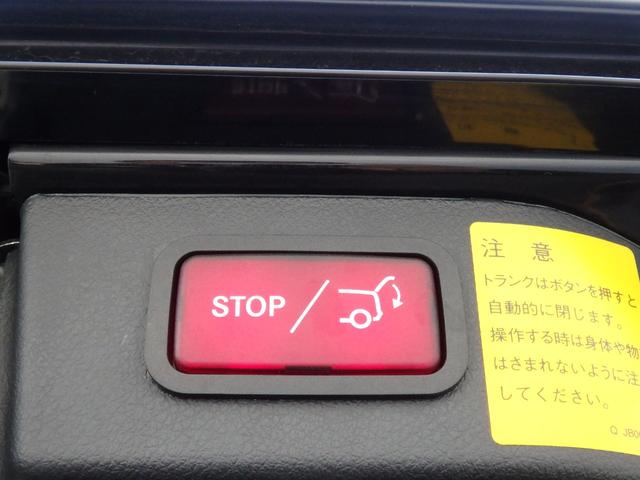 STOP
注 意
トランクはボタンを押すと
自動的に閉じます。
操作する時は身体や物
はさまれないように注
してください。
Q JB0